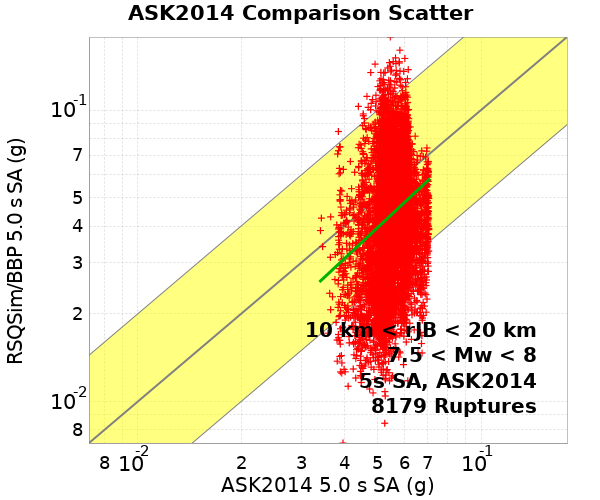 ASK2014 Comparison Scatter
RSQSim/BBP 5.0 s SA (g)
10^-1
7
5
4
3
2
10^-2
8
10 km < rJB < 20 km
7.5 < Mw < 8
5s SA, ASK2014
8179 Ruptures
8 10^-2 2 3 4 5 6 7 10^-1
ASK2014 5.0 s SA (g)